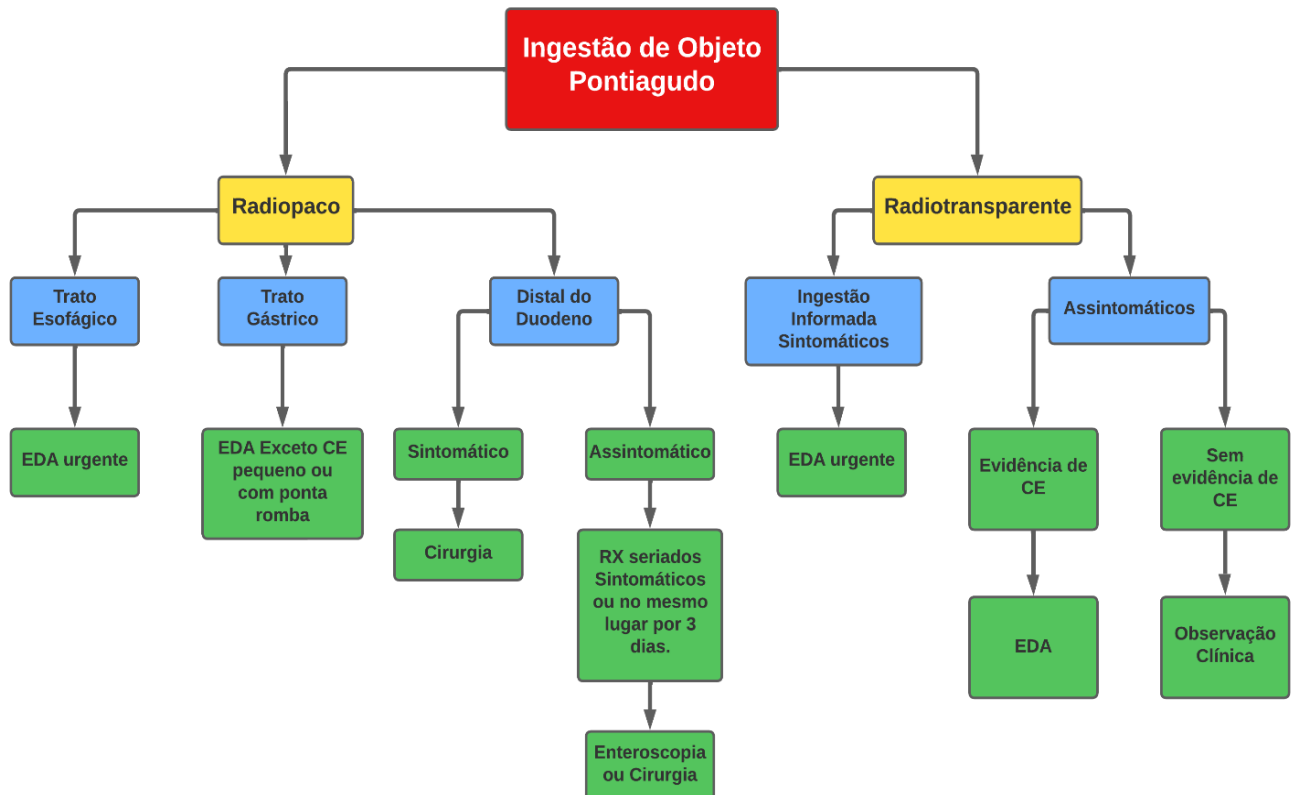 Ingestão de Objeto
Pontiagudo
Radiopaco
Radiotransparente
Trato
Esofágico
Trato
Gástrico
Distal do
Duodeno
Ingestão
Informada
Sintomáticos
Assintomáticos
EDA urgente
EDA Exceto CE
pequeno ou
com ponta
romba
Sintomático
Assintomático
EDA urgente
Evidência de
CE
Sem
evidência de
CE
Cirurgia
RX seriados
Sintomáticos
ou no mesmo
lugar por 3
dias.
EDA
Observação
Clínica
Enteroscopia
ou Cirurgia